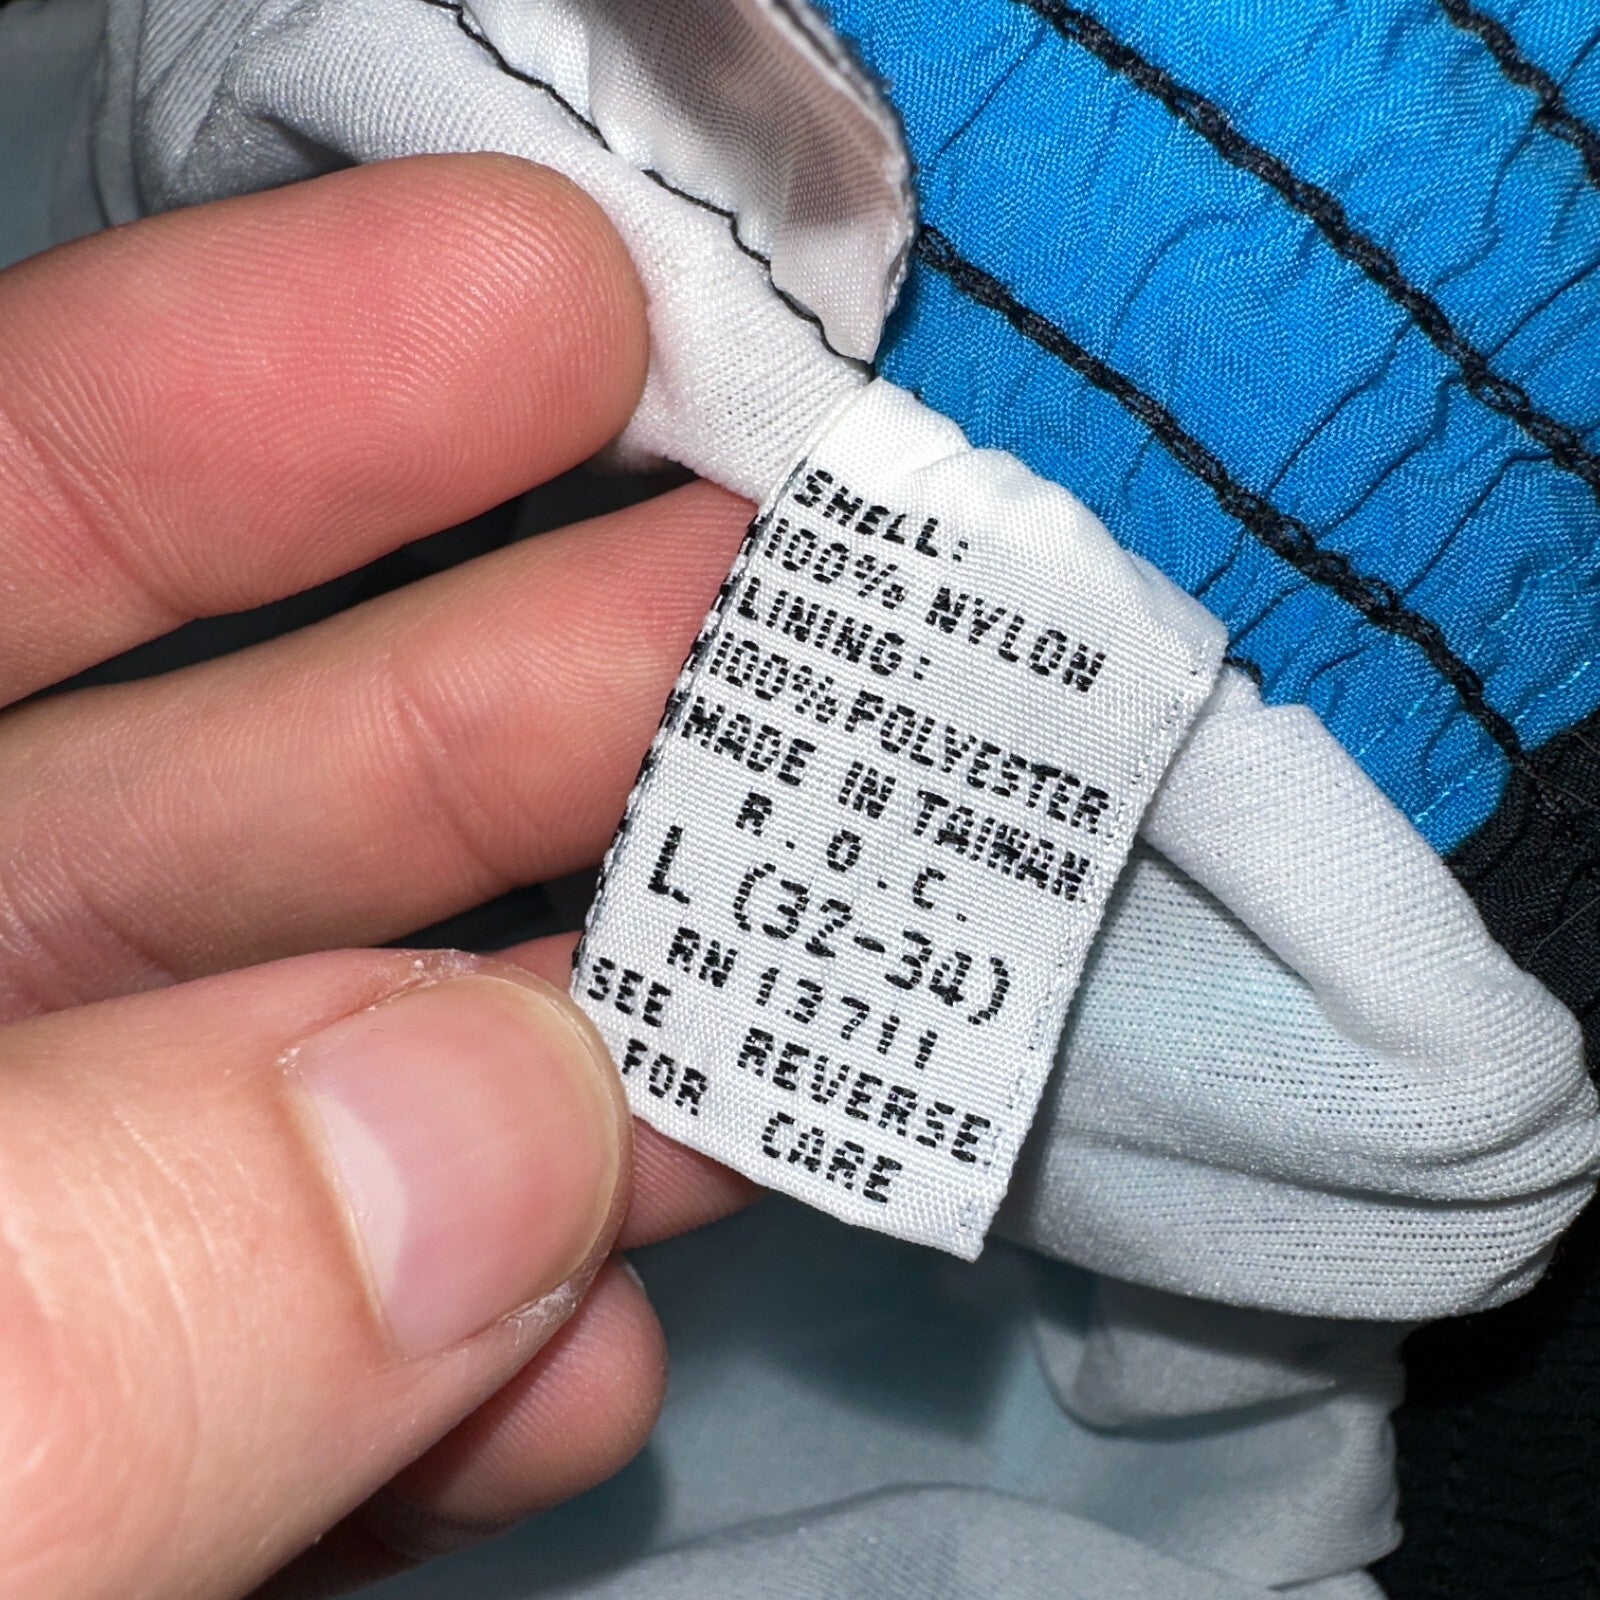 SHELL:
100% NYLON
LINING:
100% POLYESTER
MADE IN TAIWAN
R.O.C.
L (32-34)
RN 13711
SEE REVERSE
FOR CARE